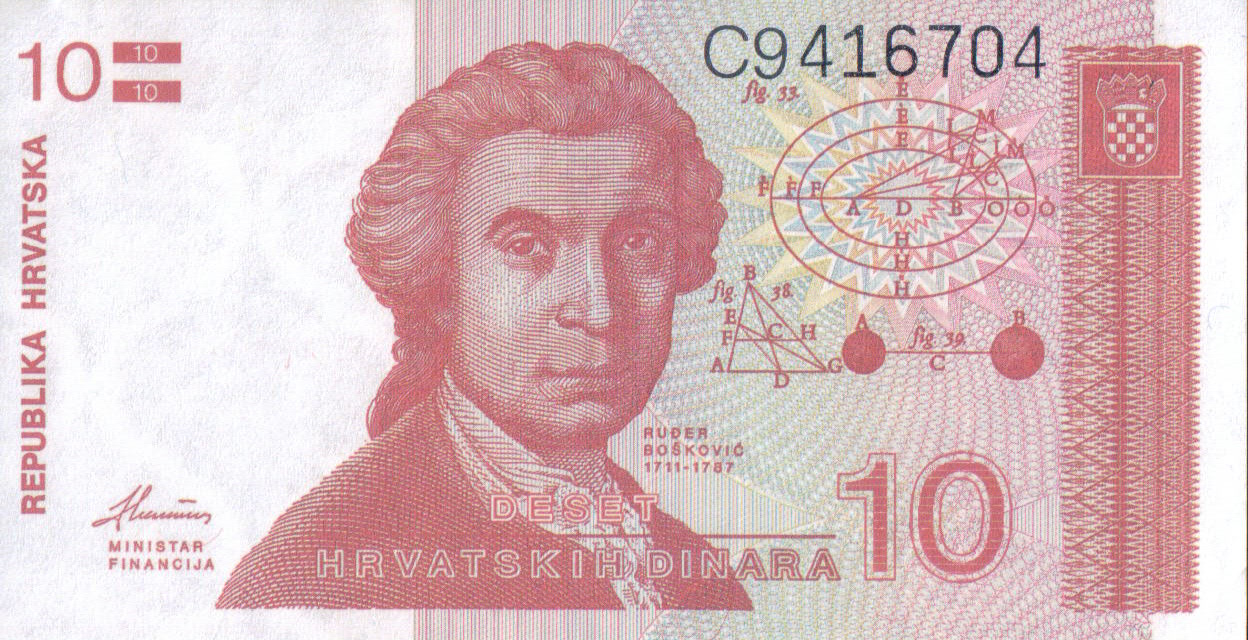 10 10
10
C9416704
REPUBLIKA HRVATSKA
fig. 33.
E
E
E
F F F A D B O O O
I M
C
I M
L L
C
H
H
H
fig. 38.
B
E
F C H
A D G
fig. 39.
A B
C
RUĐER
BOŠKOVIĆ
1711-1787
DESET
HRVATSKIH DINARA
10
MINISTAR
FINANCIJA